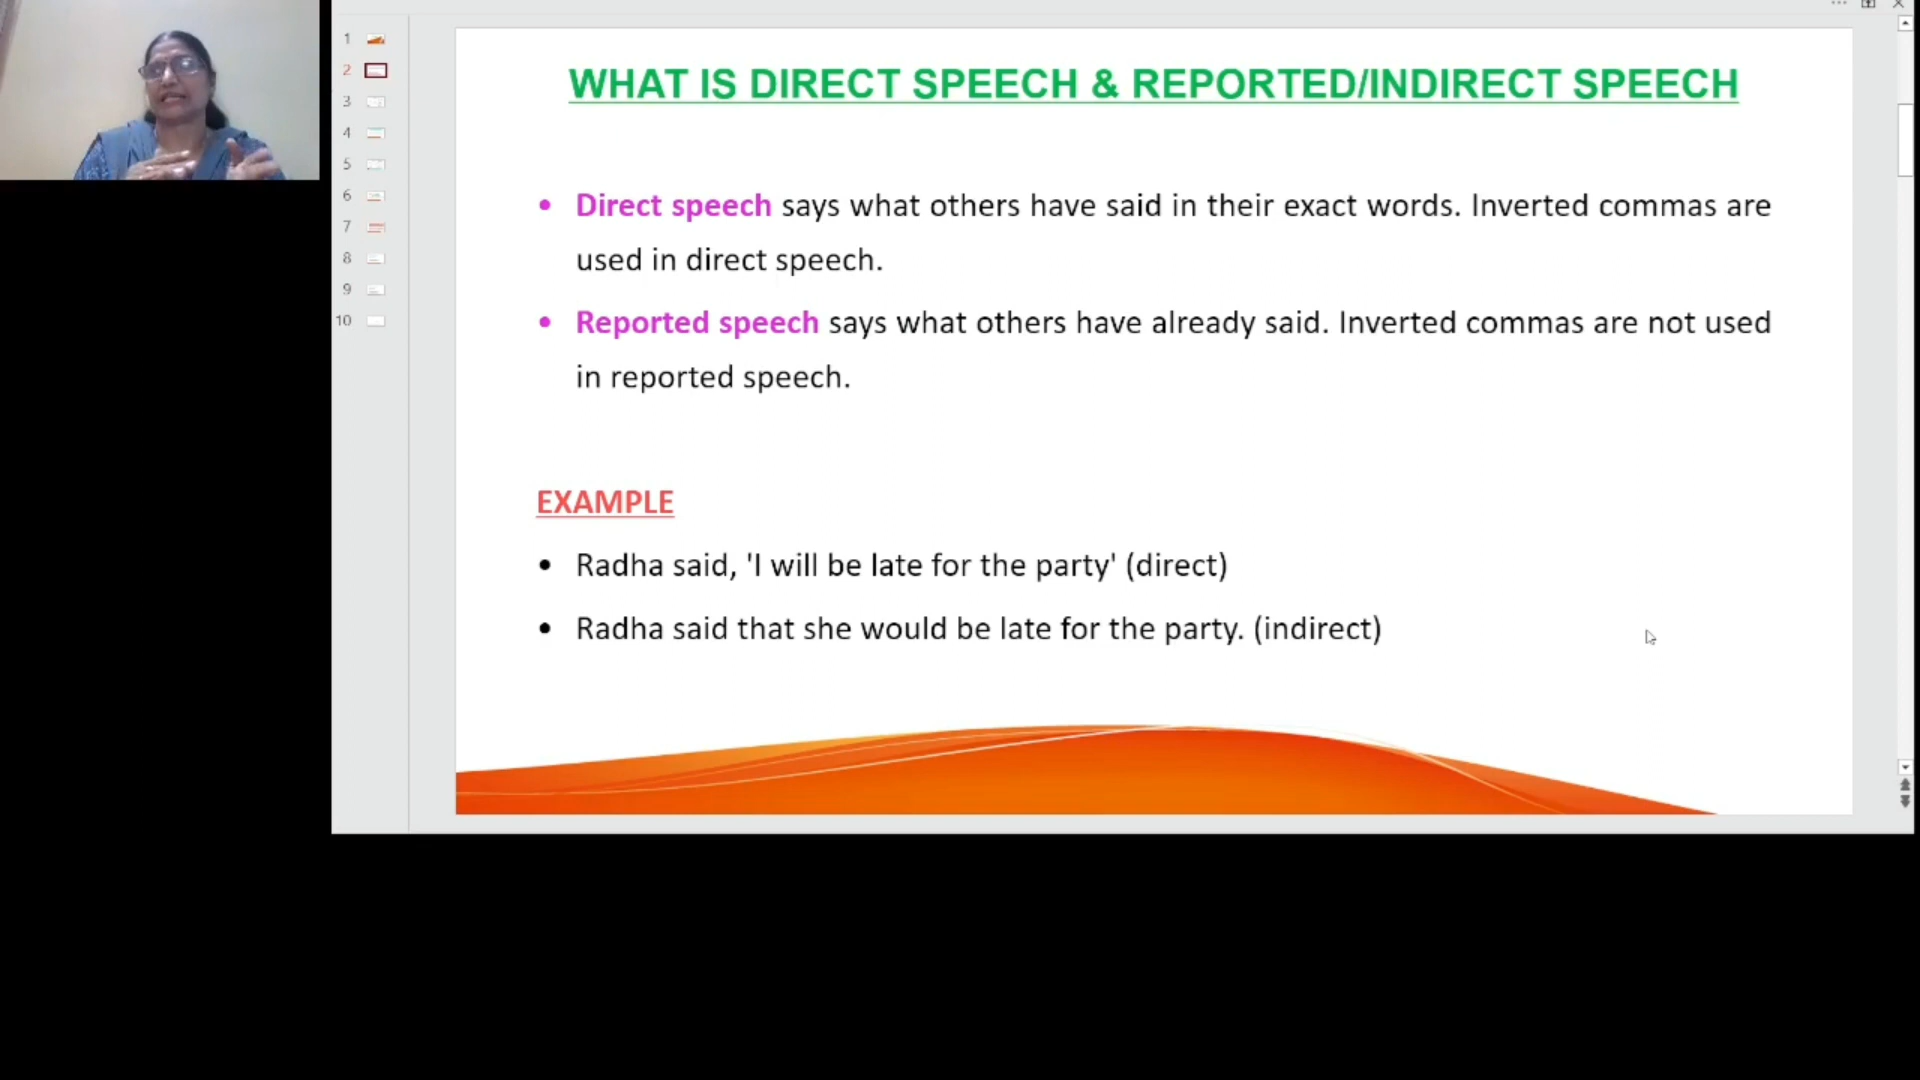 1
2
3
4
5
6
7
8
9
10
WHAT IS DIRECT SPEECH & REPORTED/INDIRECT SPEECH
• Direct speech says what others have said in their exact words. Inverted commas are
used in direct speech.
• Reported speech says what others have already said. Inverted commas are not used
in reported speech.
EXAMPLE
• Radha said, 'I will be late for the party' (direct)
• Radha said that she would be late for the party. (indirect)